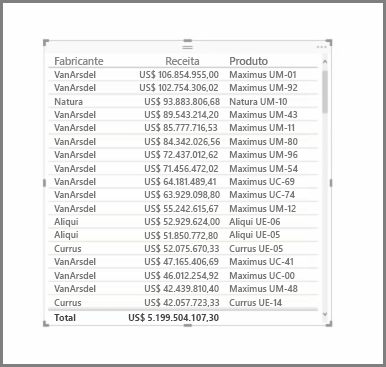 Fabricante Receita Produto
VanArsdel US$ 106.854.955,00 Maximus UM-01
VanArsdel US$ 102.754.306,02 Maximus UM-92
Natura US$ 93.883.806,68 Natura UM-10
VanArsdel US$ 89.543.214,20 Maximus UM-43
VanArsdel US$ 85.777.716,53 Maximus UM-11
VanArsdel US$ 84.342.026,56 Maximus UM-80
VanArsdel US$ 72.437.012,62 Maximus UM-96
VanArsdel US$ 71.456.472,02 Maximus UM-54
VanArsdel US$ 64.181.489,41 Maximus UC-69
VanArsdel US$ 63.929.098,80 Maximus UC-74
VanArsdel US$ 55.242.615,67 Maximus UM-12
Aliqui US$ 52.929.624,00 Aliqui UE-06
Aliqui US$ 51.850.772,80 Aliqui UE-05
Currus US$ 52.075.670,33 Currus UE-05
VanArsdel US$ 47.165.406,69 Maximus UC-41
VanArsdel US$ 46.012.254,92 Maximus UC-00
VanArsdel US$ 42.439.810,40 Maximus UM-48
Currus US$ 42.057.723,33 Currus UE-14
Total US$ 5.199.504.107,30